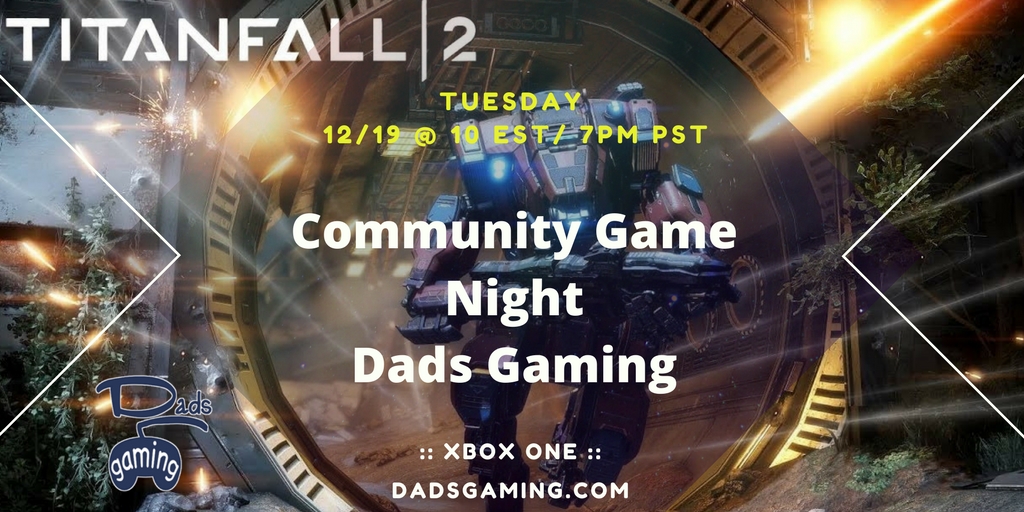 TITANFALL|2
TUESDAY
12/19 @ 10 EST/ 7PM PST
Community Game
Night
Dads Gaming
Dads
gaming
:: XBOX ONE ::
DADSGAMING.COM